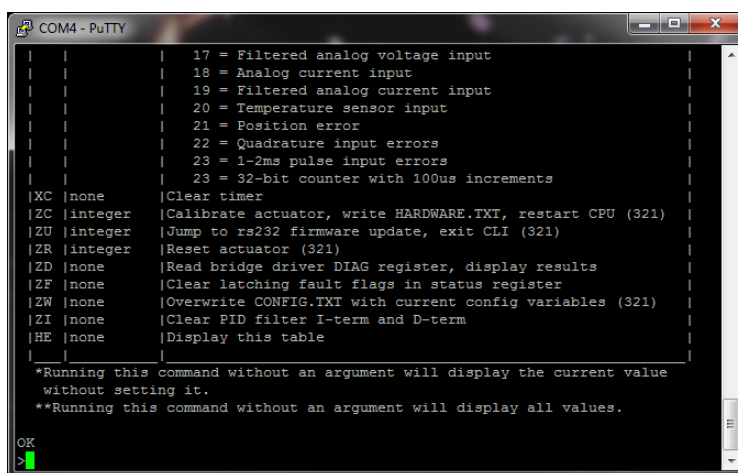 COM4 - PuTTY
| | | 17 = Filtered analog voltage input |
| | | 18 = Analog current input |
| | | 19 = Filtered analog current input |
| | | 20 = Temperature sensor input |
| | | 21 = Position error |
| | | 22 = Quadrature input errors |
| | | 23 = 1-2ms pulse input errors |
| | | 23 = 32-bit counter with 100us increments |
|XC |none |Clear timer |
|ZC |integer |Calibrate actuator, write HARDWARE.TXT, restart CPU (321) |
|ZU |integer |Jump to rs232 firmware update, exit CLI (321) |
|ZR |integer |Reset actuator (321) |
|ZD |none |Read bridge driver DIAG register, display results |
|ZF |none |Clear latching fault flags in status register |
|ZW |none |Overwrite CONFIG.TXT with current config variables (321) |
|ZI |none |Clear PID filter I-term and D-term |
|HE |none |Display this table |
|___|________|__________________________________________________________|
*Running this command without an argument will display the current value
without setting it.
**Running this command without an argument will display all values.
OK
>